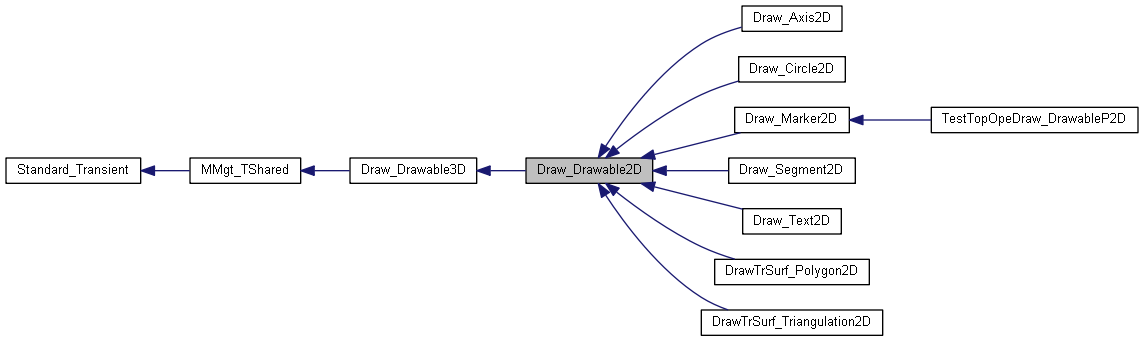 Draw_Axis2D
Draw_Circle2D
Draw_Marker2D
TestTopOpeDraw_DrawableP2D
Standard_Transient
MMgt_TShared
Draw_Drawable3D
Draw_Drawable2D
Draw_Segment2D
Draw_Text2D
DrawTrSurf_Polygon2D
DrawTrSurf_Triangulation2D